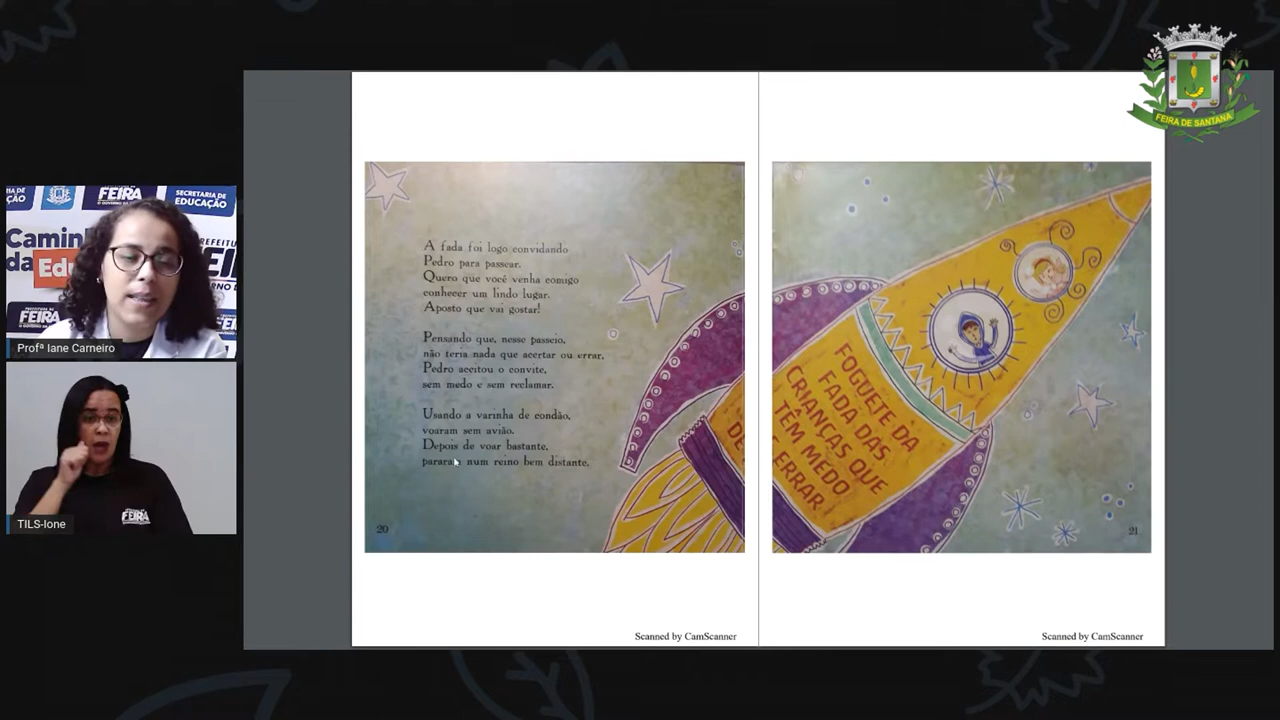 FEIRA DE SANTANA
FEIRA
SECRETARIA DE
EDUCAÇÃO
FEIRA
Profª Iane Carneiro
FEIRA
TILS-Ione
A fada foi logo convidando
Pedro para passear.
Quero que você venha comigo
conhecer um lindo lugar.
Aposto que vai gostar!
Pensando que, nesse passeio,
não teria nada que acertar ou errar,
Pedro aceitou o convite,
sem medo e sem reclamar.
Usando a varinha de condão,
voaram sem avião.
Depois de voar bastante,
pararam num reino bem distante.
20
FOGUETE DA
FADA DAS
CRIANÇAS QUE
TÊM MEDO
DE ERRAR
21
Scanned by CamScanner
Scanned by CamScanner